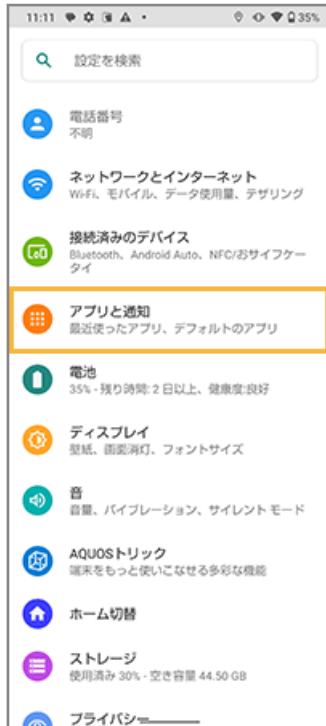 11:11
35%
設定を検索
電話番号
不明
ネットワークとインターネット
Wi-Fi、モバイル、データ使用量、テザリング
接続済みのデバイス
Bluetooth、Android Auto、NFC/おサイフケー
タイ
アプリと通知
最近使ったアプリ、デフォルトのアプリ
電池
35% - 残り時間: 2 日以上、健康度:良好
ディスプレイ
壁紙、画面消灯、フォントサイズ
音
音量、バイブレーション、サイレント モード
AQUOSトリック
端末をもっと使いこなせる多彩な機能
ホーム切替
ストレージ
使用済み 30% - 空き容量 44.50 GB
プライバシー